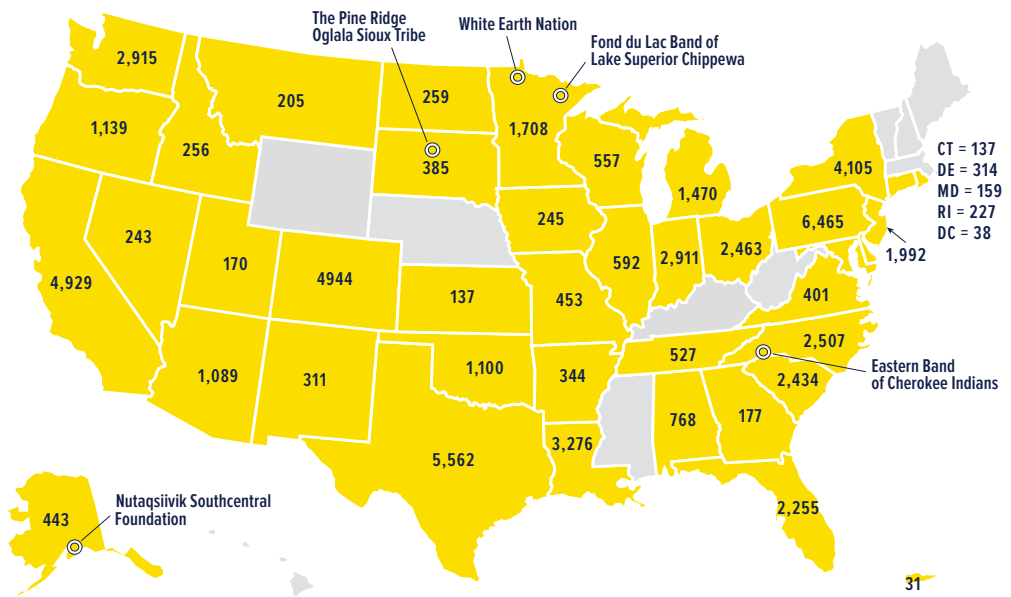 The Pine Ridge
Oglala Sioux Tribe
White Earth Nation
Fond du Lac Band of
Lake Superior Chippewa
2,915
205
259
1,139
256
385
1,708
557
1,470
4,105
CT = 137
DE = 314
MD = 159
RI = 227
DC = 38
6,465
1,992
243
170
245
592
2,911
2,463
4,929
4944
137
453
401
2,507
527
Eastern Band
of Cherokee Indians
1,089
311
1,100
344
2,434
768
177
3,276
5,562
2,255
Nutaqsiivik Southcentral
Foundation
443
31